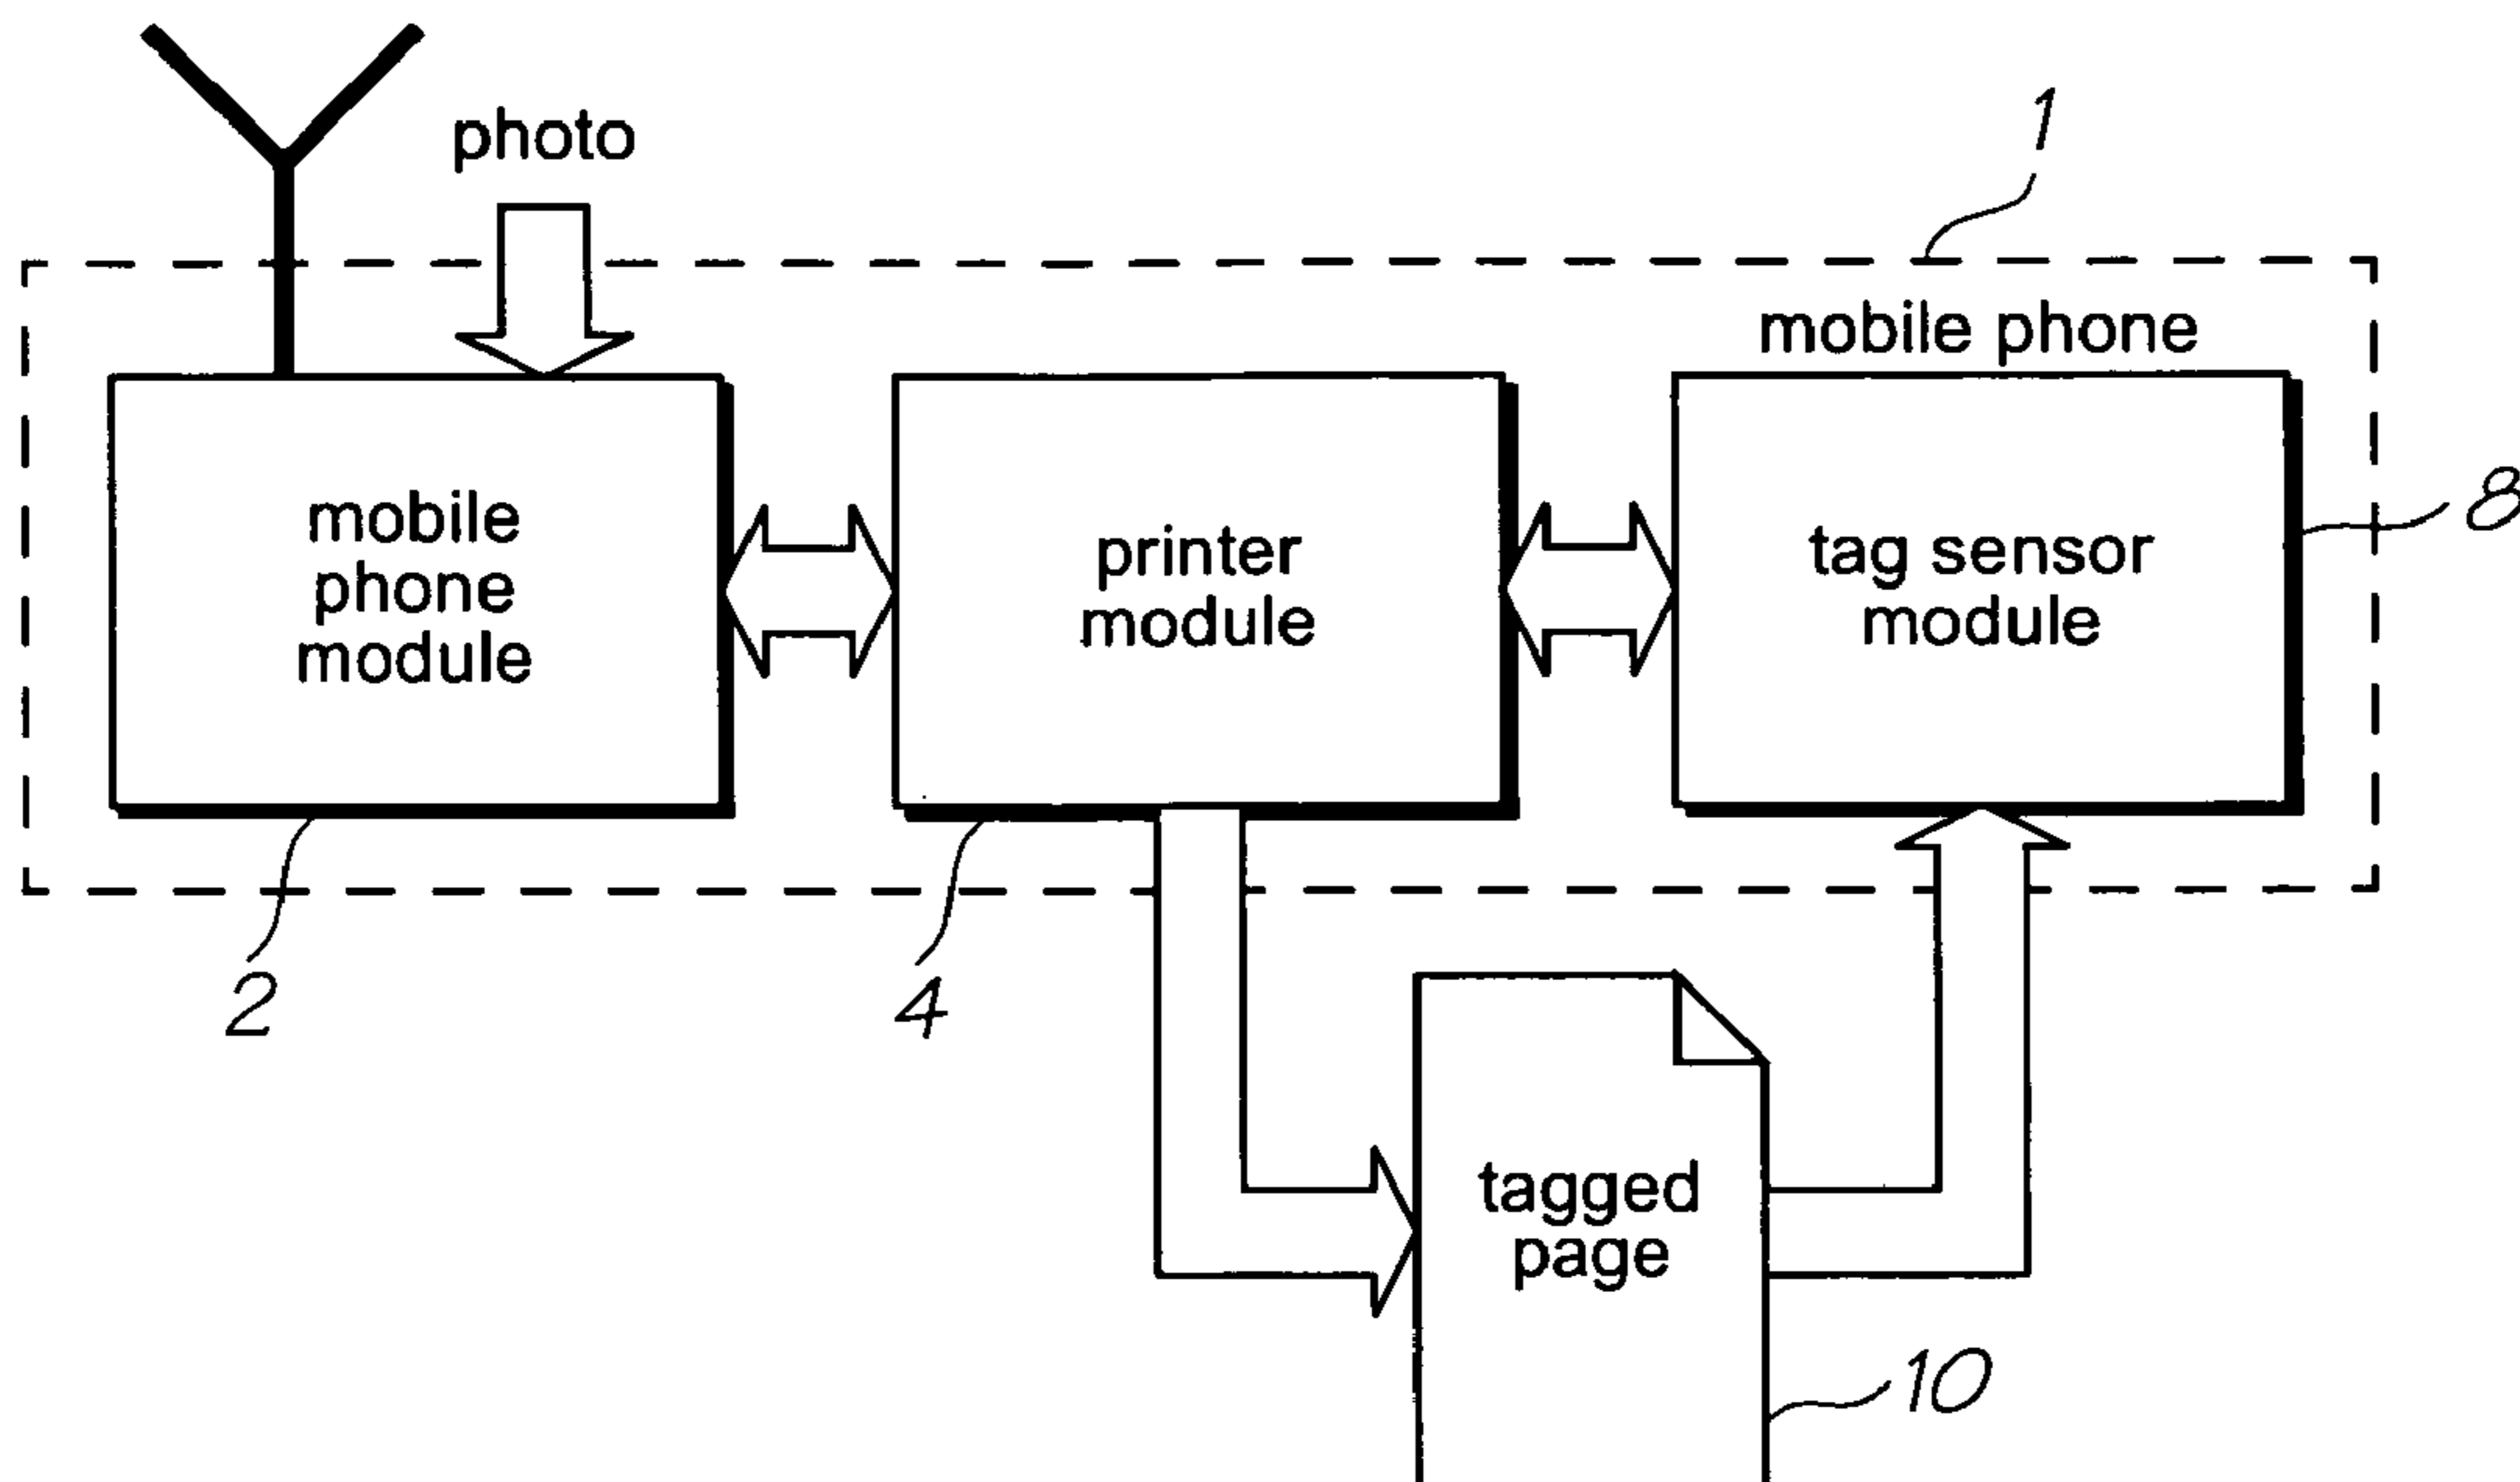 photo
1
mobile phone
mobile
phone
module
printer
module
tag sensor
module
8
2
4
tagged
page
10